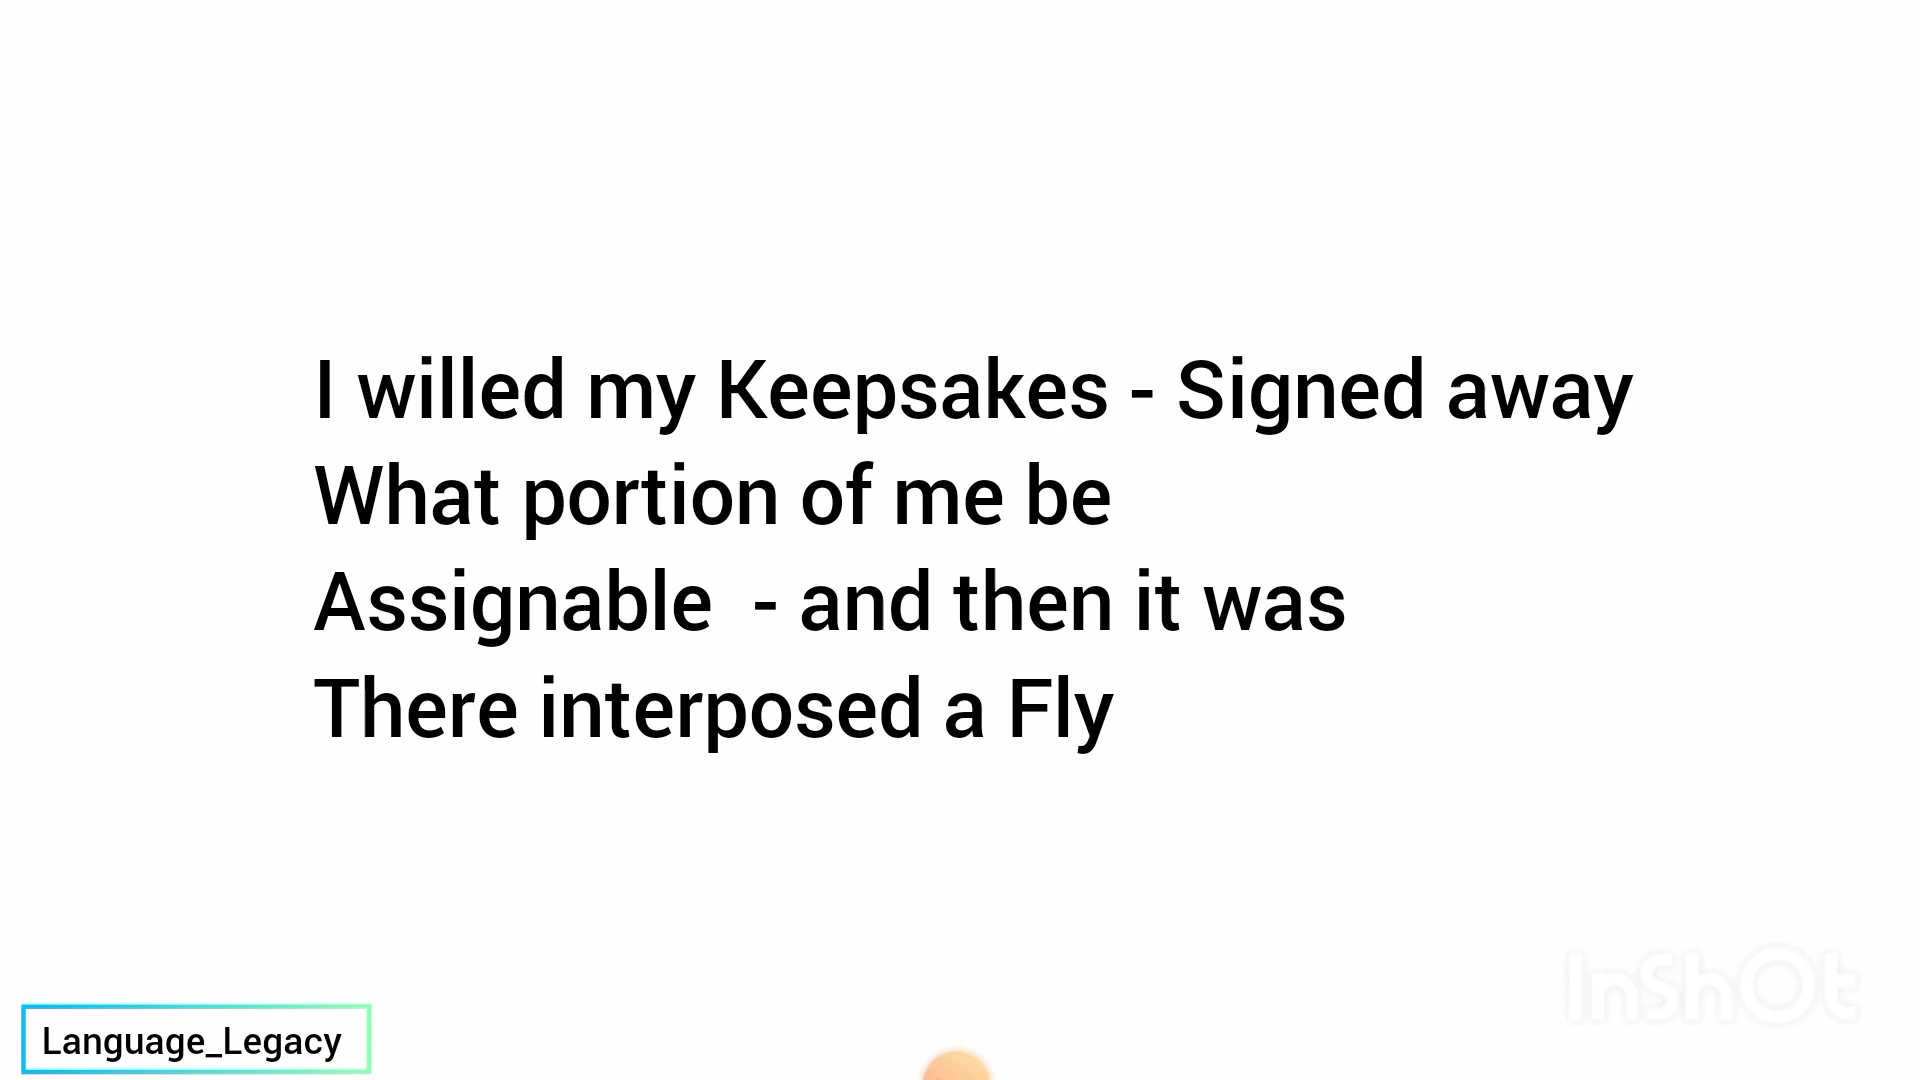 I willed my Keepsakes - Signed away
What portion of me be
Assignable  - and then it was
There interposed a Fly
InShOt
Language_Legacy